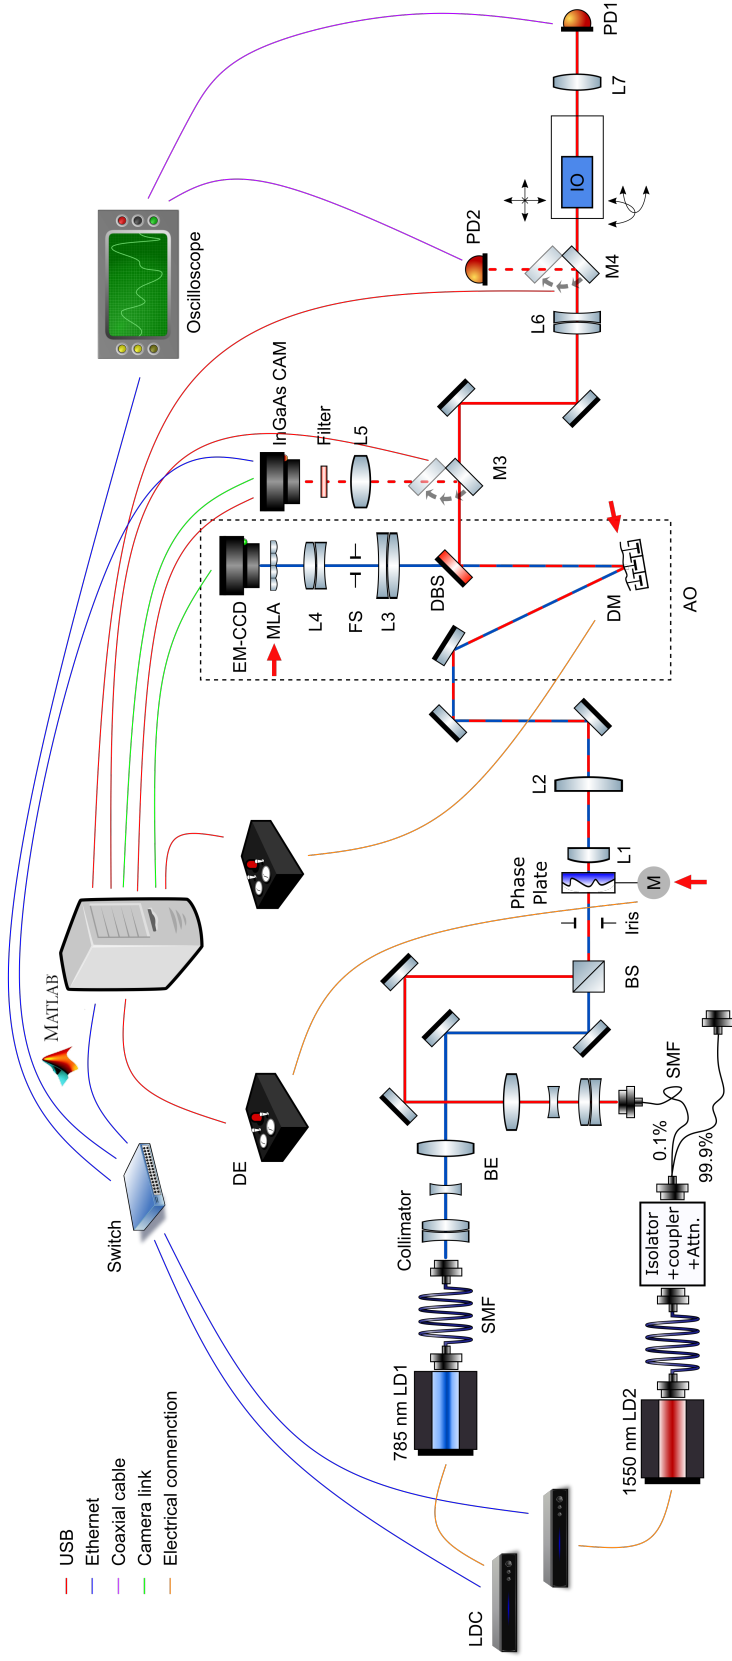 USB
Ethernet
Coaxial cable
Camera link
Electrical connenction
LDC
785 nm LD1
1550 nm LD2
Switch
MATLAB
DE
SMF
Collimator
BE
Isolator
+coupler
+Attn.
0.1%
99.9%
SMF
BS
Iris
Phase
Plate
M
L1
L2
AO
DM
DBS
EM-CCD
MLA
L4
FS
L3
InGaAs CAM
Filter
L5
M3
Oscilloscope
L6
M4
PD2
IO
L7
PD1